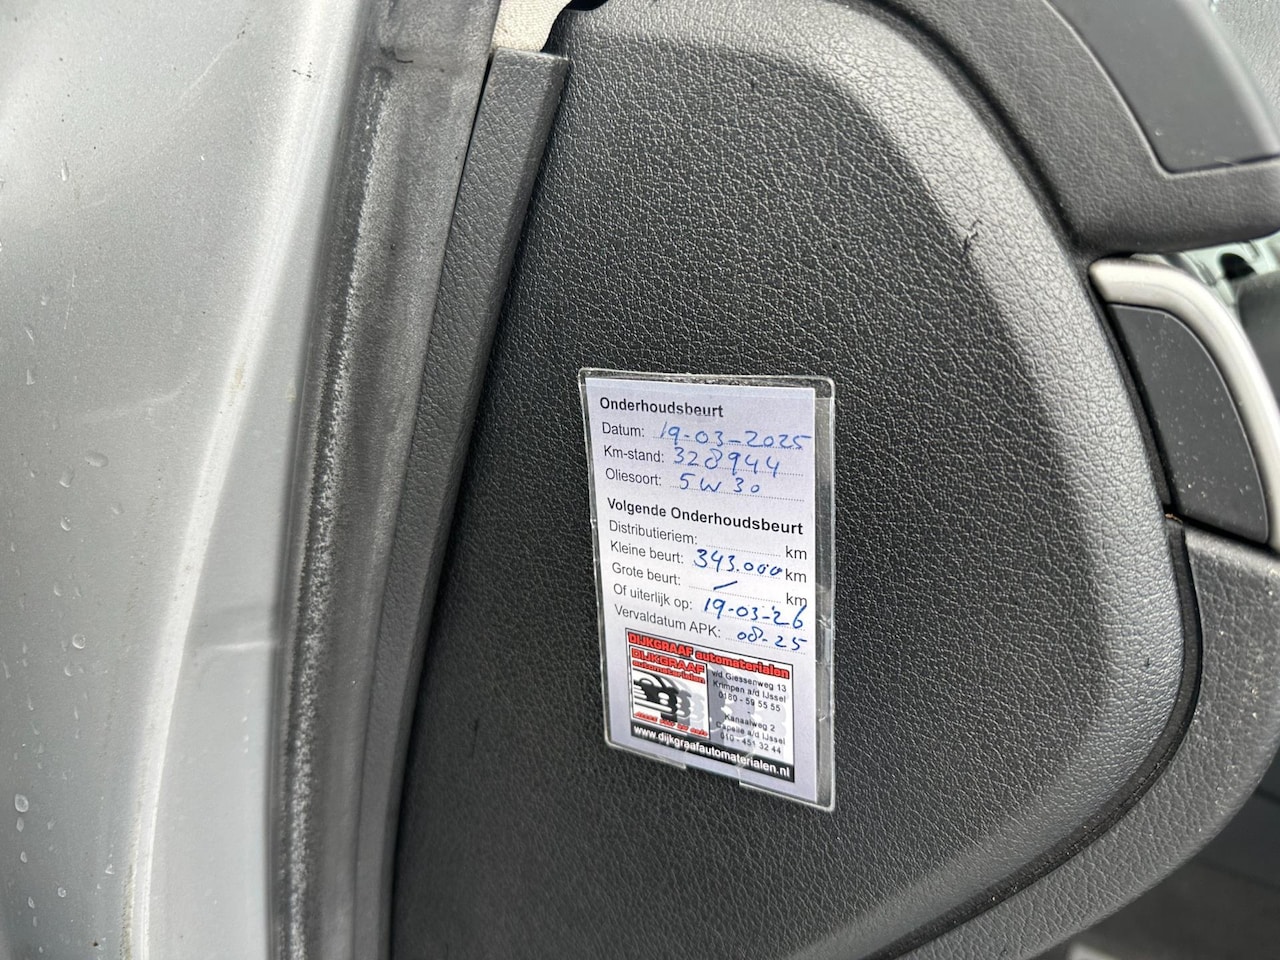 Onderhoudsbeurt
Datum: 19-03-2025
Km-stand: 328944
Oliesoort: 5W30
Volgende Onderhoudsbeurt
Distributieriem: km
Kleine beurt: 343.000 km
Grote beurt: / km
Of uiterlijk op: 19-03-26
Vervaldatum APK: 08-25
DIJKGRAAF automaterialen
DIJKGRAAF
automaterialen
v/d Giessenweg 13
Krimpen a/d IJssel
0180 - 59 55 55
-
Kanaalweg 2
Capelle a/d IJssel
010 - 451 32 44
www.dijkgraafautomaterialen.nl